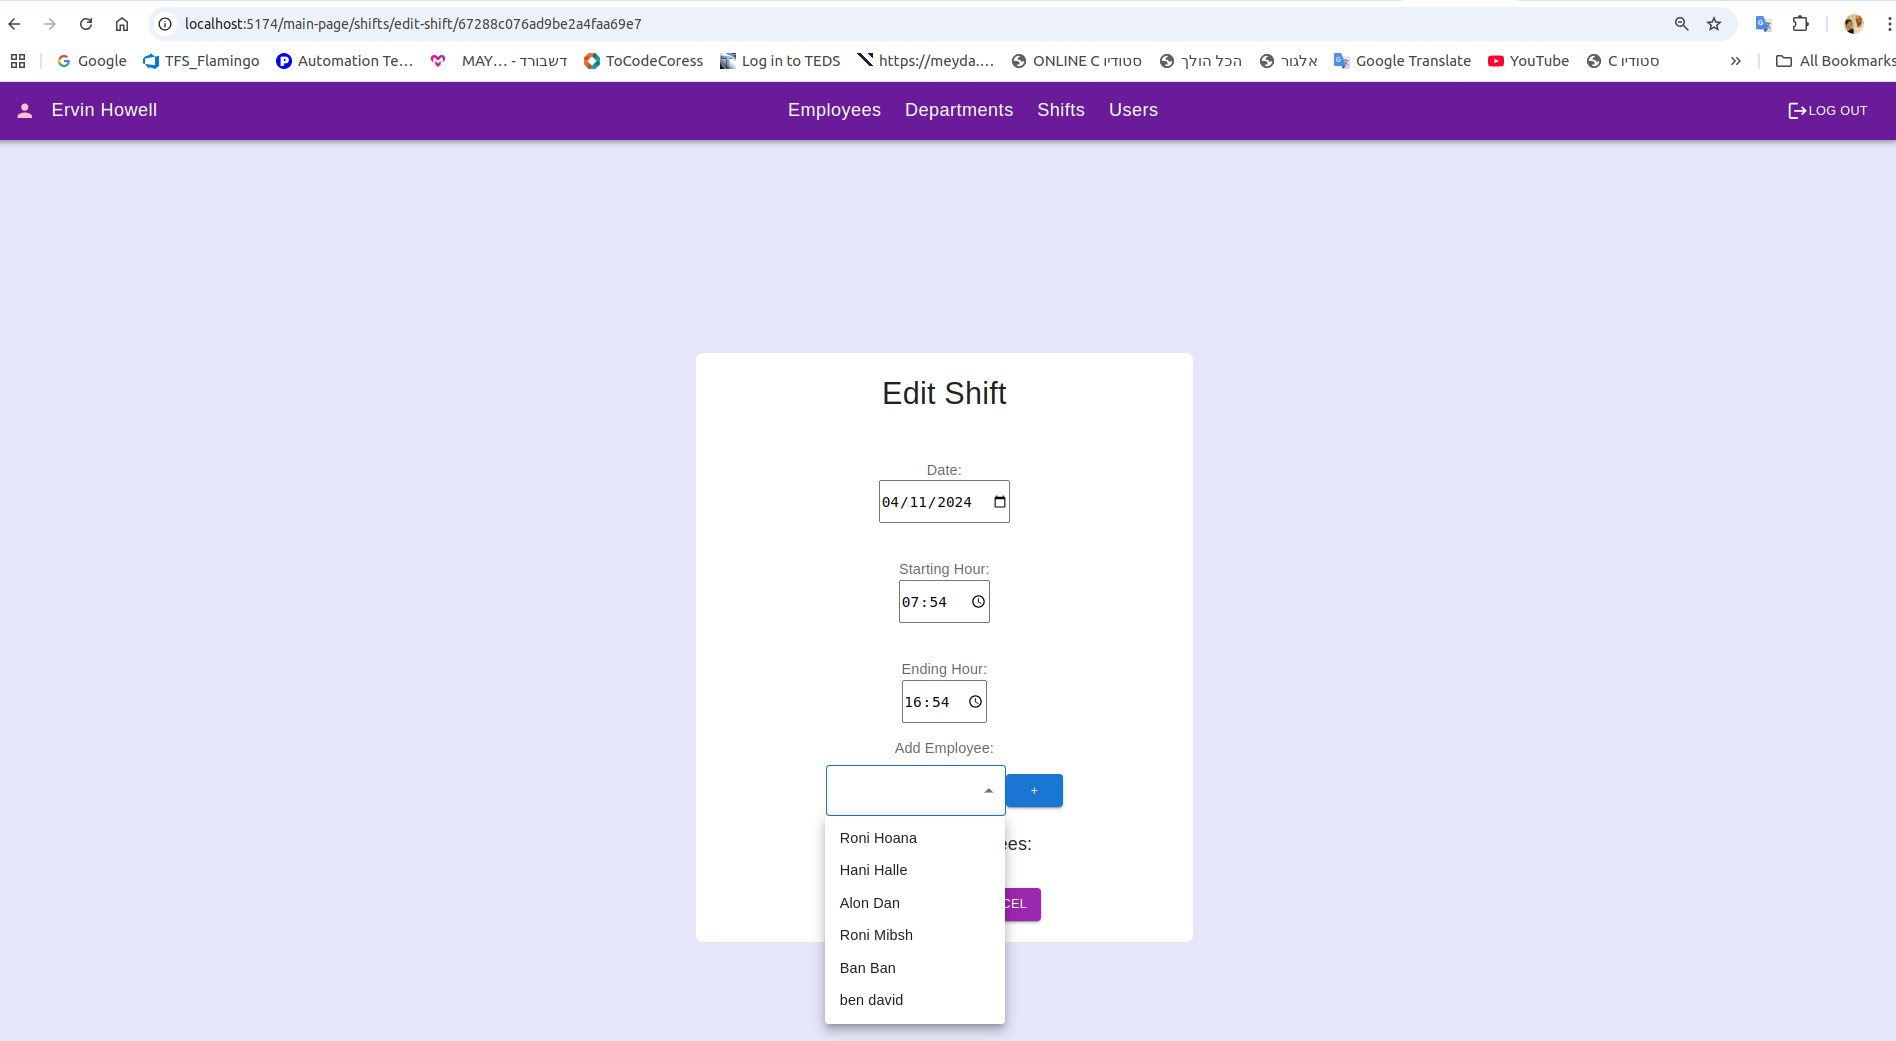 localhost:5174/main-page/shifts/edit-shift/67288c076ad9be2a4faa69e7
Google TFS_Flamingo Automation Te... MAY... - דשבורד ToCodeCoress Log in to TEDS https://meyda.... ONLINE C סטודיו הכל הולך אלגור Google Translate YouTube C סטודיו » All Bookmarks
Ervin Howell Employees Departments Shifts Users LOG OUT
Edit Shift
Date:
04/11/2024
Starting Hour:
07:54
Ending Hour:
16:54
Add Employee:
+
Roni Hoana
ees:
Hani Halle
Alon Dan
CEL
Roni Mibsh
Ban Ban
ben david